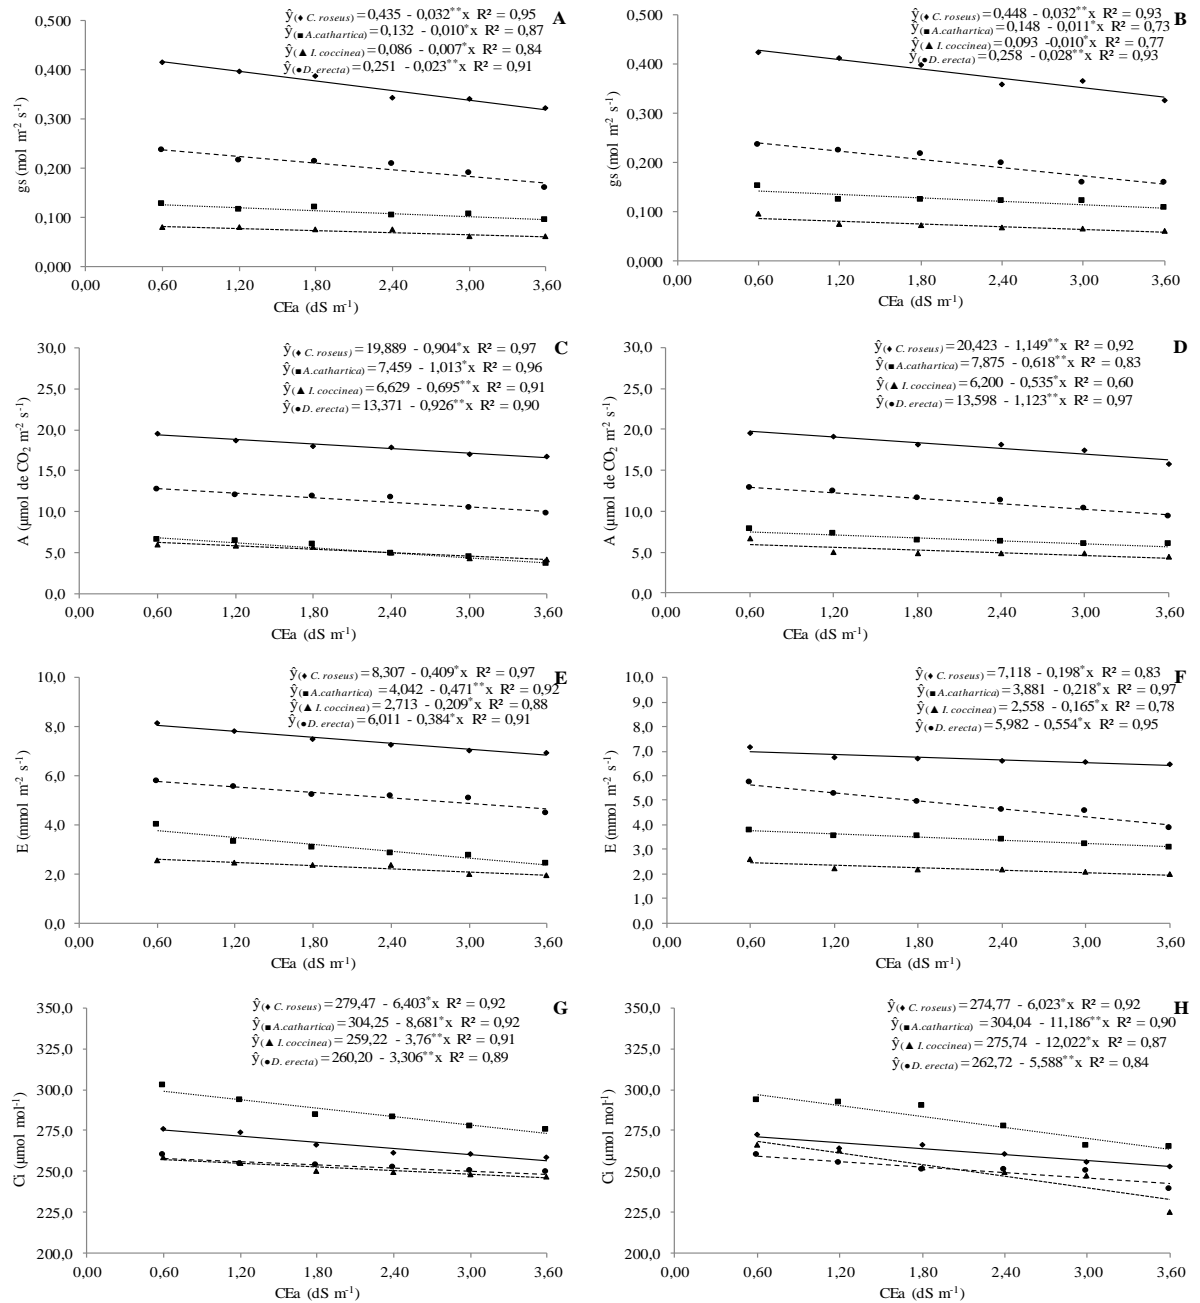 ŷ(♦ C. roseus) = 0,435 - 0,032**x R² = 0,95
ŷ(■ A.cathartica) = 0,132 - 0,010*x R² = 0,87
ŷ(▲ I. coccinea) = 0,086 - 0,007*x R² = 0,84
ŷ(● D. erecta) = 0,251 - 0,023**x R² = 0,91
A
0,500
0,400
0,300
0,200
0,100
0,000
gs (mol m⁻² s⁻¹)
0,00 0,60 1,20 1,80 2,40 3,00 3,60
CEa (dS m⁻¹)
ŷ(♦ C. roseus) = 0,448 - 0,032**x R² = 0,93
ŷ(■ A.cathartica) = 0,148 - 0,011*x R² = 0,73
ŷ(▲ I. coccinea) = 0,093 -0,010*x R² = 0,77
ŷ(● D. erecta) = 0,258 - 0,028**x R² = 0,93
B
0,500
0,400
0,300
0,200
0,100
0,000
gs (mol m⁻² s⁻¹)
0,00 0,60 1,20 1,80 2,40 3,00 3,60
CEa (dS m⁻¹)
ŷ(♦ C. roseus) = 19,889 - 0,904*x R² = 0,97
ŷ(■ A.cathartica) = 7,459 - 1,013*x R² = 0,96
ŷ(▲ I. coccinea) = 6,629 - 0,695**x R² = 0,91
ŷ(● D. erecta) = 13,371 - 0,926**x R² = 0,90
C
30,0
25,0
20,0
15,0
10,0
5,0
0,0
A (µmol de CO₂ m⁻² s⁻¹)
0,00 0,60 1,20 1,80 2,40 3,00 3,60
CEa (dS m⁻¹)
ŷ(♦ C. roseus) = 20,423 - 1,149**x R² = 0,92
ŷ(■ A.cathartica) = 7,875 - 0,618**x R² = 0,83
ŷ(▲ I. coccinea) = 6,200 - 0,535*x R² = 0,60
ŷ(● D. erecta) = 13,598 - 1,123**x R² = 0,97
D
30,0
25,0
20,0
15,0
10,0
5,0
0,0
A (µmol de CO₂ m⁻² s⁻¹)
0,00 0,60 1,20 1,80 2,40 3,00 3,60
CEa (dS m⁻¹)
ŷ(♦ C. roseus) = 8,307 - 0,409*x R² = 0,97
ŷ(■ A.cathartica) = 4,042 - 0,471**x R² = 0,92
ŷ(▲ I. coccinea) = 2,713 - 0,209*x R² = 0,88
ŷ(● D. erecta) = 6,011 - 0,384*x R² = 0,91
E
10,0
8,0
6,0
4,0
2,0
0,0
E (mmol m⁻² s⁻¹)
0,00 0,60 1,20 1,80 2,40 3,00 3,60
CEa (dS m⁻¹)
ŷ(♦ C. roseus) = 7,118 - 0,198*x R² = 0,83
ŷ(■ A.cathartica) = 3,881 - 0,218*x R² = 0,97
ŷ(▲ I. coccinea) = 2,558 - 0,165*x R² = 0,78
ŷ(● D. erecta) = 5,982 - 0,554*x R² = 0,95
F
10,0
9,0
8,0
7,0
6,0
5,0
4,0
3,0
2,0
1,0
0,0
E (mmol m⁻² s⁻¹)
0,00 0,60 1,20 1,80 2,40 3,00 3,60
CEa (dS m⁻¹)
ŷ(♦ C. roseus) = 279,47 - 6,403*x R² = 0,92
ŷ(■ A.cathartica) = 304,25 - 8,681*x R² = 0,92
ŷ(▲ I. coccinea) = 259,22 - 3,76**x R² = 0,91
ŷ(● D. erecta) = 260,20 - 3,306**x R² = 0,89
G
350,0
325,0
300,0
275,0
250,0
225,0
200,0
Ci (µmol mol⁻¹)
0,00 0,60 1,20 1,80 2,40 3,00 3,60
CEa (dS m⁻¹)
ŷ(♦ C. roseus) = 274,77 - 6,023*x R² = 0,92
ŷ(■ A.cathartica) = 304,04 - 11,186**x R² = 0,90
ŷ(▲ I. coccinea) = 275,74 - 12,022*x R² = 0,87
ŷ(● D. erecta) = 262,72 - 5,588**x R² = 0,84
H
350,0
325,0
300,0
275,0
250,0
225,0
200,0
Ci (µmol mol⁻¹)
0,00 0,60 1,20 1,80 2,40 3,00 3,60
CEa (dS m⁻¹)